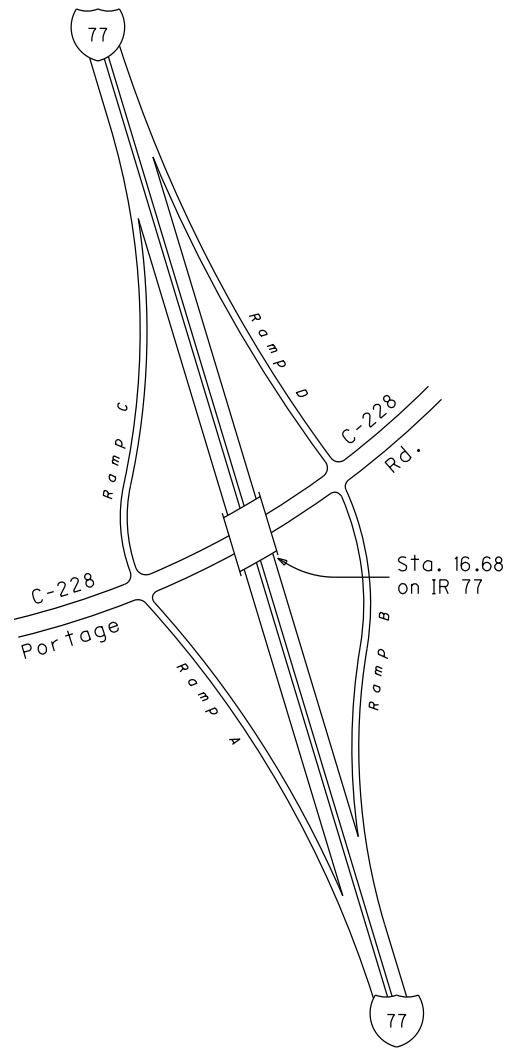 77
Ramp D
C-228
Rd.
Ramp C
Sta. 16.68
on IR 77
C-228
Portage
Ramp B
Ramp A
77